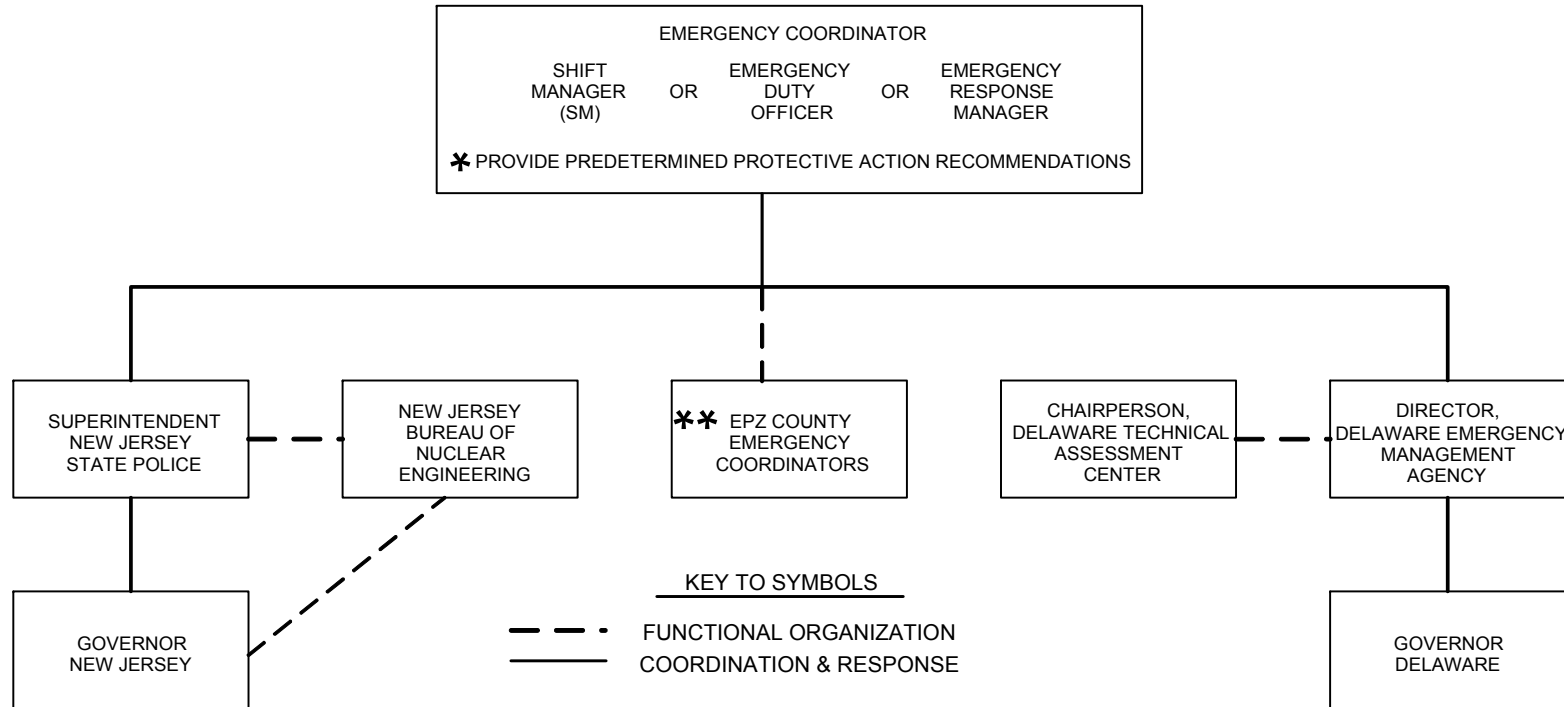 EMERGENCY COORDINATOR
SHIFT
MANAGER
(SM)
OR
EMERGENCY
DUTY
OFFICER
OR
EMERGENCY
RESPONSE
MANAGER
* PROVIDE PREDETERMINED PROTECTIVE ACTION RECOMMENDATIONS
SUPERINTENDENT
NEW JERSEY
STATE POLICE
NEW JERSEY
BUREAU OF
NUCLEAR
ENGINEERING
** EPZ COUNTY
EMERGENCY
COORDINATORS
CHAIRPERSON,
DELAWARE TECHNICAL
ASSESSMENT
CENTER
DIRECTOR,
DELAWARE EMERGENCY
MANAGEMENT
AGENCY
GOVERNOR
NEW JERSEY
KEY TO SYMBOLS
FUNCTIONAL ORGANIZATION
COORDINATION & RESPONSE
GOVERNOR
DELAWARE